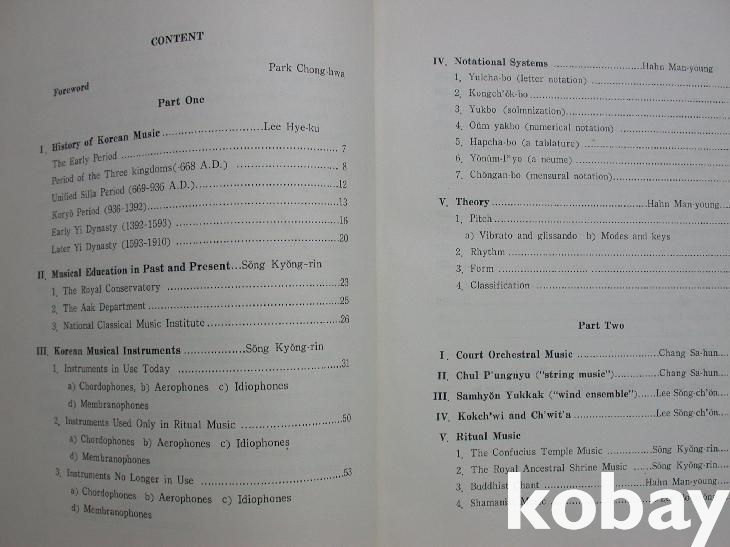 CONTENT
Foreword Park Chong-hwa
Part One
I. History of Korean Music ........................Lee Hye-ku
The Early Period ........................ 7
Period of the Three kingdoms(-668 A.D.) ........................ 8
Unified Silla Period (669-936 A.D.)........................12
Koryŏ Period (936-1392)........................13
Early Yi Dynasty (1392-1593) ........................16
Later Yi Dynasty (1593-1910) ........................20
II. Musical Education in Past and Present...Sŏng Kyŏng-rin
1. The Royal Conservatory ........................23
2. The Aak Department ........................25
3. National Classical Music Institute ........................26
III. Korean Musical Instruments ........................Sŏng Kyŏng-rin
1. Instruments in Use Today ........................31
a) Chordophones, b) Aerophones c) Idiophones
d) Membranophones
2. Instruments Used Only in Ritual Music ........................50
a) Chordophones b) Aerophones c) Idiophones
d) Membranophones
3. Instruments No Longer in Use ........................53
a) Chordophones b) Aerophones c) Idiophones
d) Membranophones
IV. Notational Systems ........................Hahn Man-young
1. Yulcha-bo (letter notation) ........................
2. Kongch'ŏk-bo ........................
3. Yukbo (solmnization)........................
4. Oŭm yakbo (numerical notation) ........................
5. Hapcha-bo (a tablature) ........................
6. Yŏnŭm-p'yo (a neume) ........................
7. Chŏngan-bo (mensural notation)........................
V. Theory ........................Hahn Man-young....
1. Pitch ........................
a) Vibrato and glissando b) Modes and keys
2. Rhythm ........................
3. Form ........................
4. Classification ........................
Part Two
I. Court Orchestral Music ........................Chang Sa-hun....
II. Chul P'ungnyu ("string music") ........................Chang Sa-hun....
III. Samhyŏn Yukkak ("wind ensemble")........................Lee Sŏng-ch'ŏn....
IV. Kokch'wi and Ch'wit'a ........................Lee Sŏng-ch'ŏn....
V. Ritual Music
1. The Confucius Temple Music ........................Sŏng Kyŏng-rin....
2. The Royal Ancestral Shrine Music ........................Sŏng Kyŏng-rin....
3. Buddhist Chant ........................Hahn Man-young....
4.
kobay